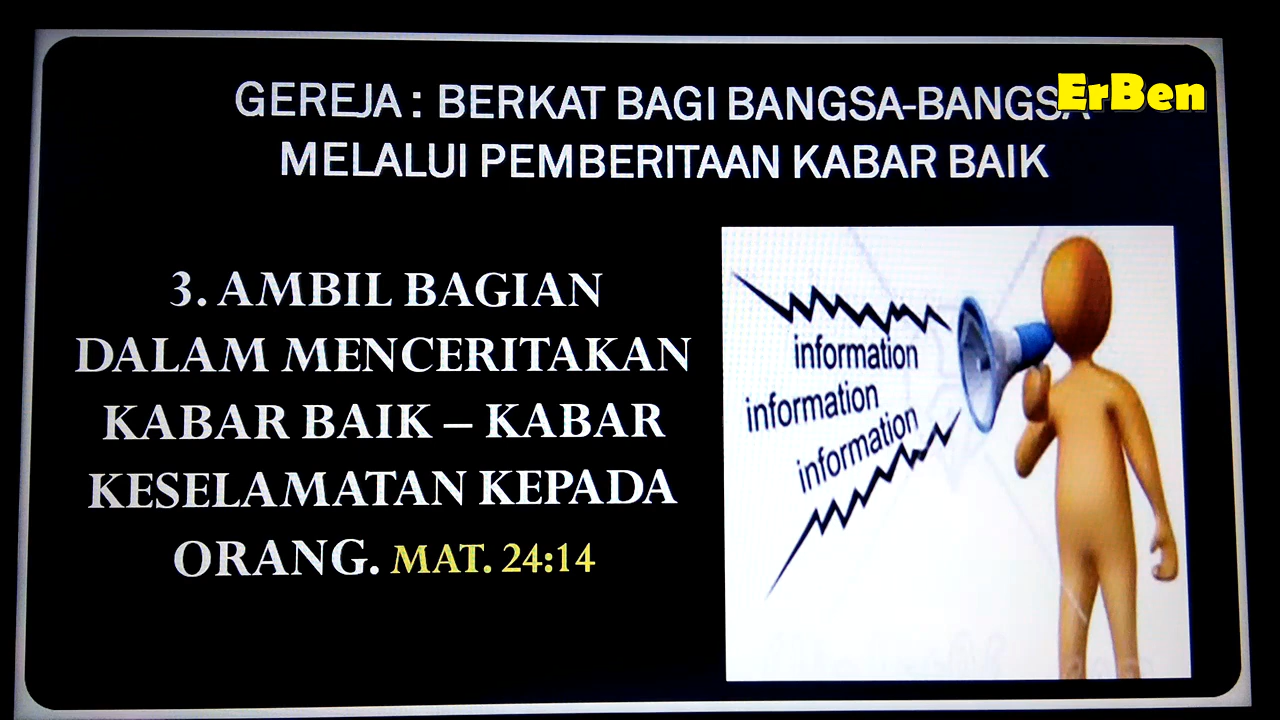 GEREJA : BERKAT BAGI BANGSA-BANGSA
ErBen
MELALUI PEMBERITAAN KABAR BAIK
3. AMBIL BAGIAN
DALAM MENCERITAKAN
KABAR BAIK – KABAR
KESELAMATAN KEPADA
ORANG. MAT. 24:14
information
information
information